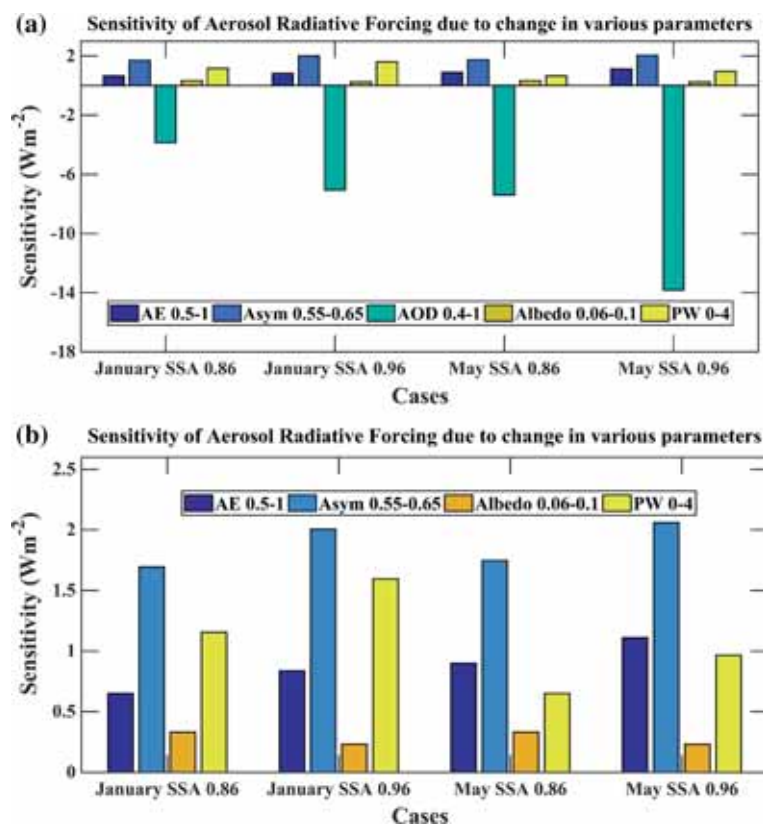 (a) Sensitivity of Aerosol Radiative Forcing due to change in various parameters
2
-2
-6
-10
-14
-18
Sensitivity (Wm-2)
AE 0.5-1 Asym 0.55-0.65 AOD 0.4-1 Albedo 0.06-0.1 PW 0-4
January SSA 0.86 January SSA 0.96 May SSA 0.86 May SSA 0.96
Cases
(b) Sensitivity of Aerosol Radiative Forcing due to change in various parameters
2.5
2
1.5
1
0.5
0
Sensitivity (Wm-2)
AE 0.5-1 Asym 0.55-0.65 Albedo 0.06-0.1 PW 0-4
January SSA 0.86 January SSA 0.96 May SSA 0.86 May SSA 0.96
Cases